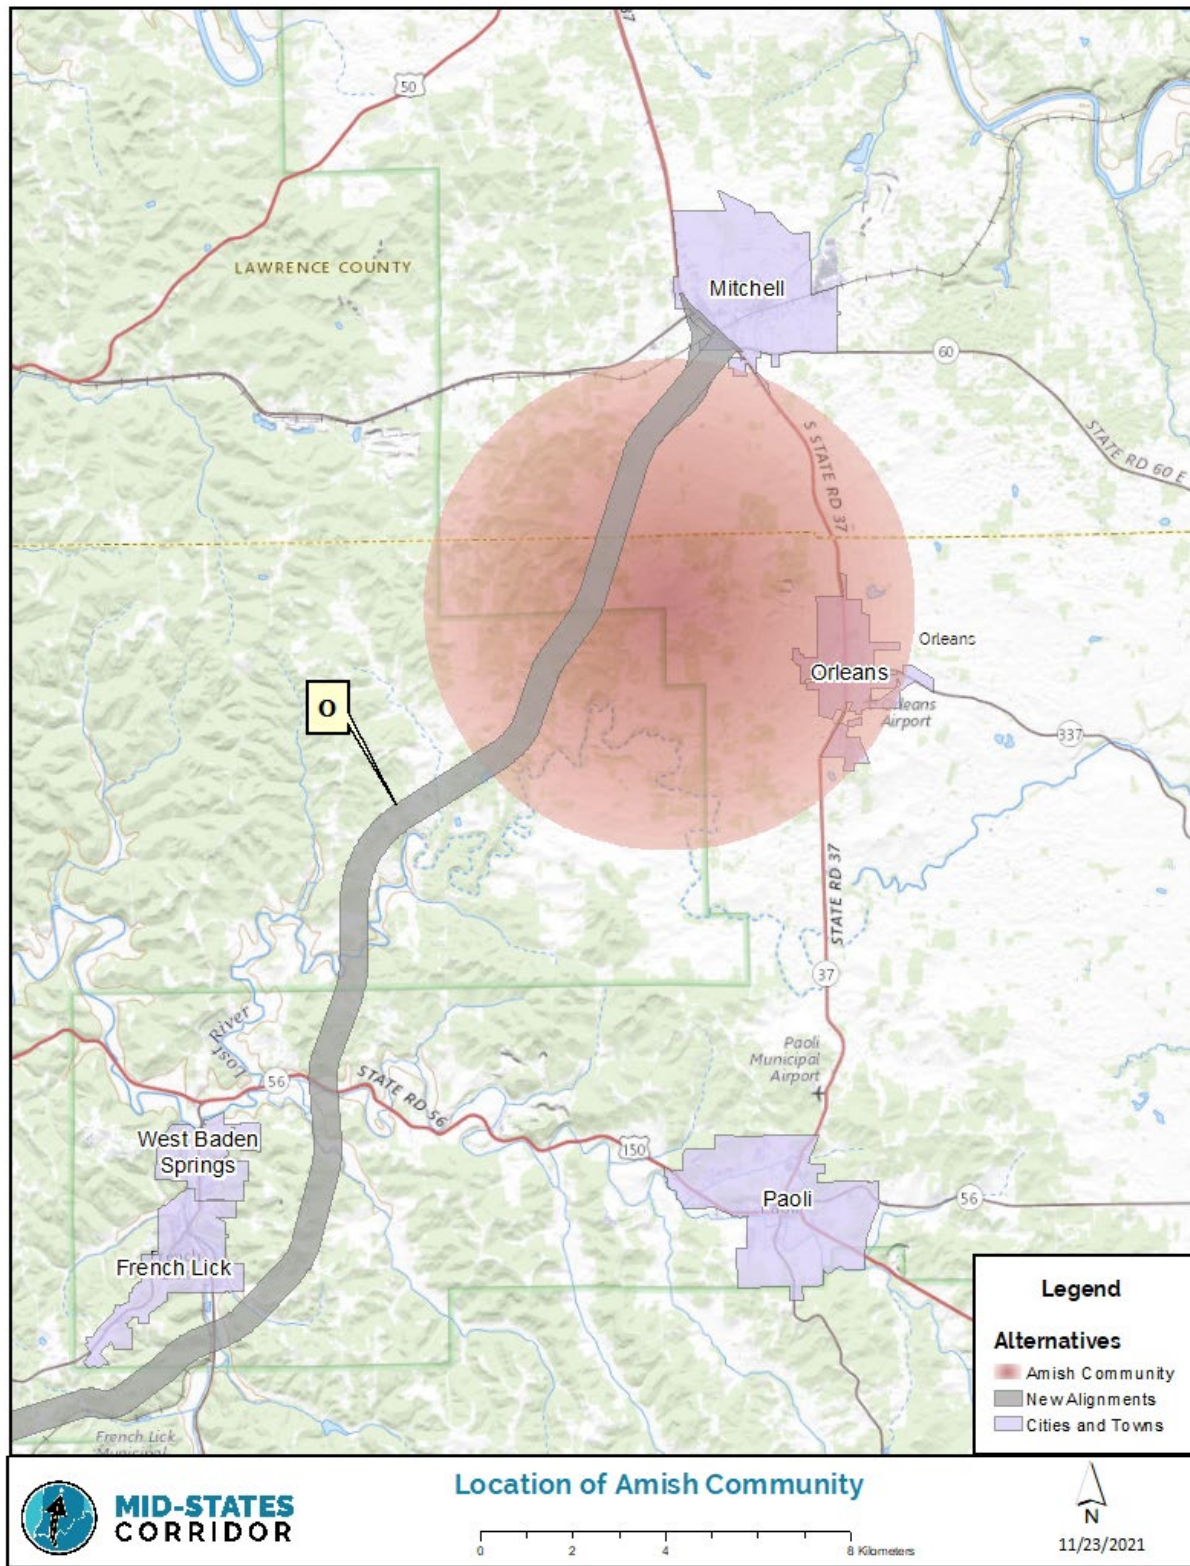 37
50
LAWRENCE COUNTY
Mitchell
60
S STATE RD 37
STATE RD 60 E
Orleans
Orleans
O
leans
Airport
337
STATE RD 37
37
Lost River
Paoli
Municipal
Airport
56
STATE RD 56
West Baden
Springs
150
Paoli
56
French Lick
French Lick
Municipal
Legend
Alternatives
Amish Community
New Alignments
Cities and Towns
MID-STATES
CORRIDOR
Location of Amish Community
0 2 4 8 Kilometers
N
11/23/2021